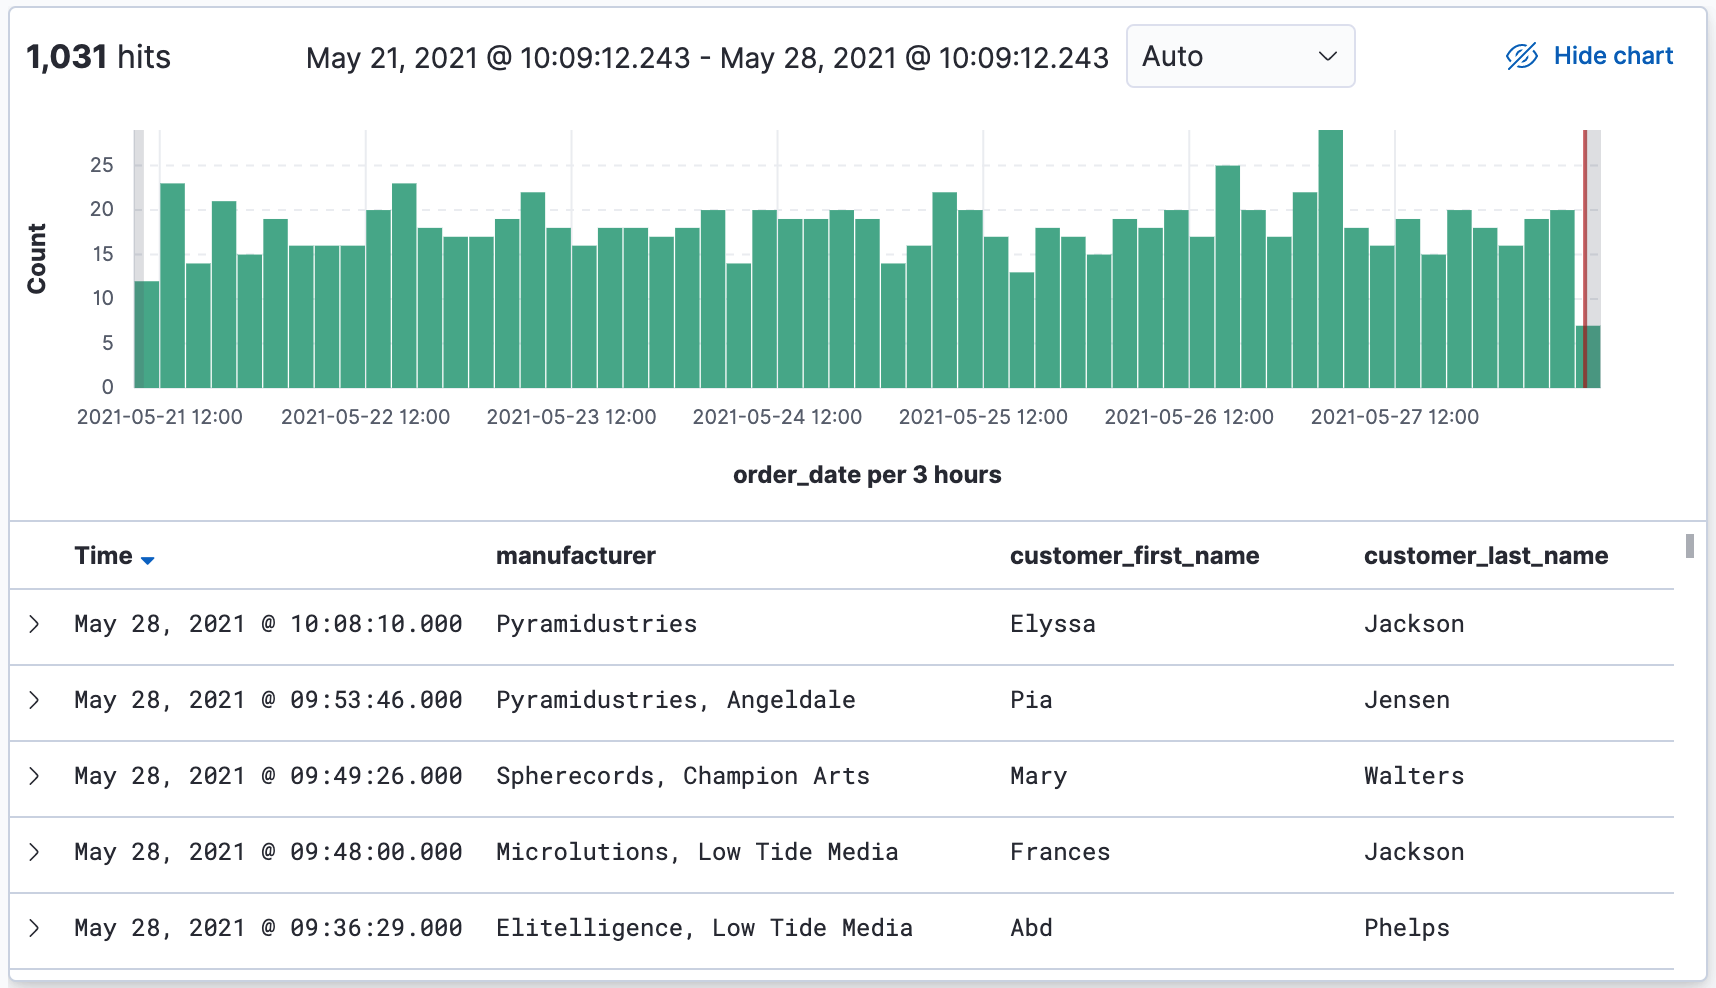 1,031 hits May 21, 2021 @ 10:09:12.243 - May 28, 2021 @ 10:09:12.243 Auto Hide chart
25
20
15
10
5
0
Count
2021-05-21 12:00 2021-05-22 12:00 2021-05-23 12:00 2021-05-24 12:00 2021-05-25 12:00 2021-05-26 12:00 2021-05-27 12:00
order_date per 3 hours
Time manufacturer customer_first_name customer_last_name
May 28, 2021 @ 10:08:10.000 Pyramidustries Elyssa Jackson
May 28, 2021 @ 09:53:46.000 Pyramidustries, Angeldale Pia Jensen
May 28, 2021 @ 09:49:26.000 Spherecords, Champion Arts Mary Walters
May 28, 2021 @ 09:48:00.000 Microlutions, Low Tide Media Frances Jackson
May 28, 2021 @ 09:36:29.000 Elitelligence, Low Tide Media Abd Phelps